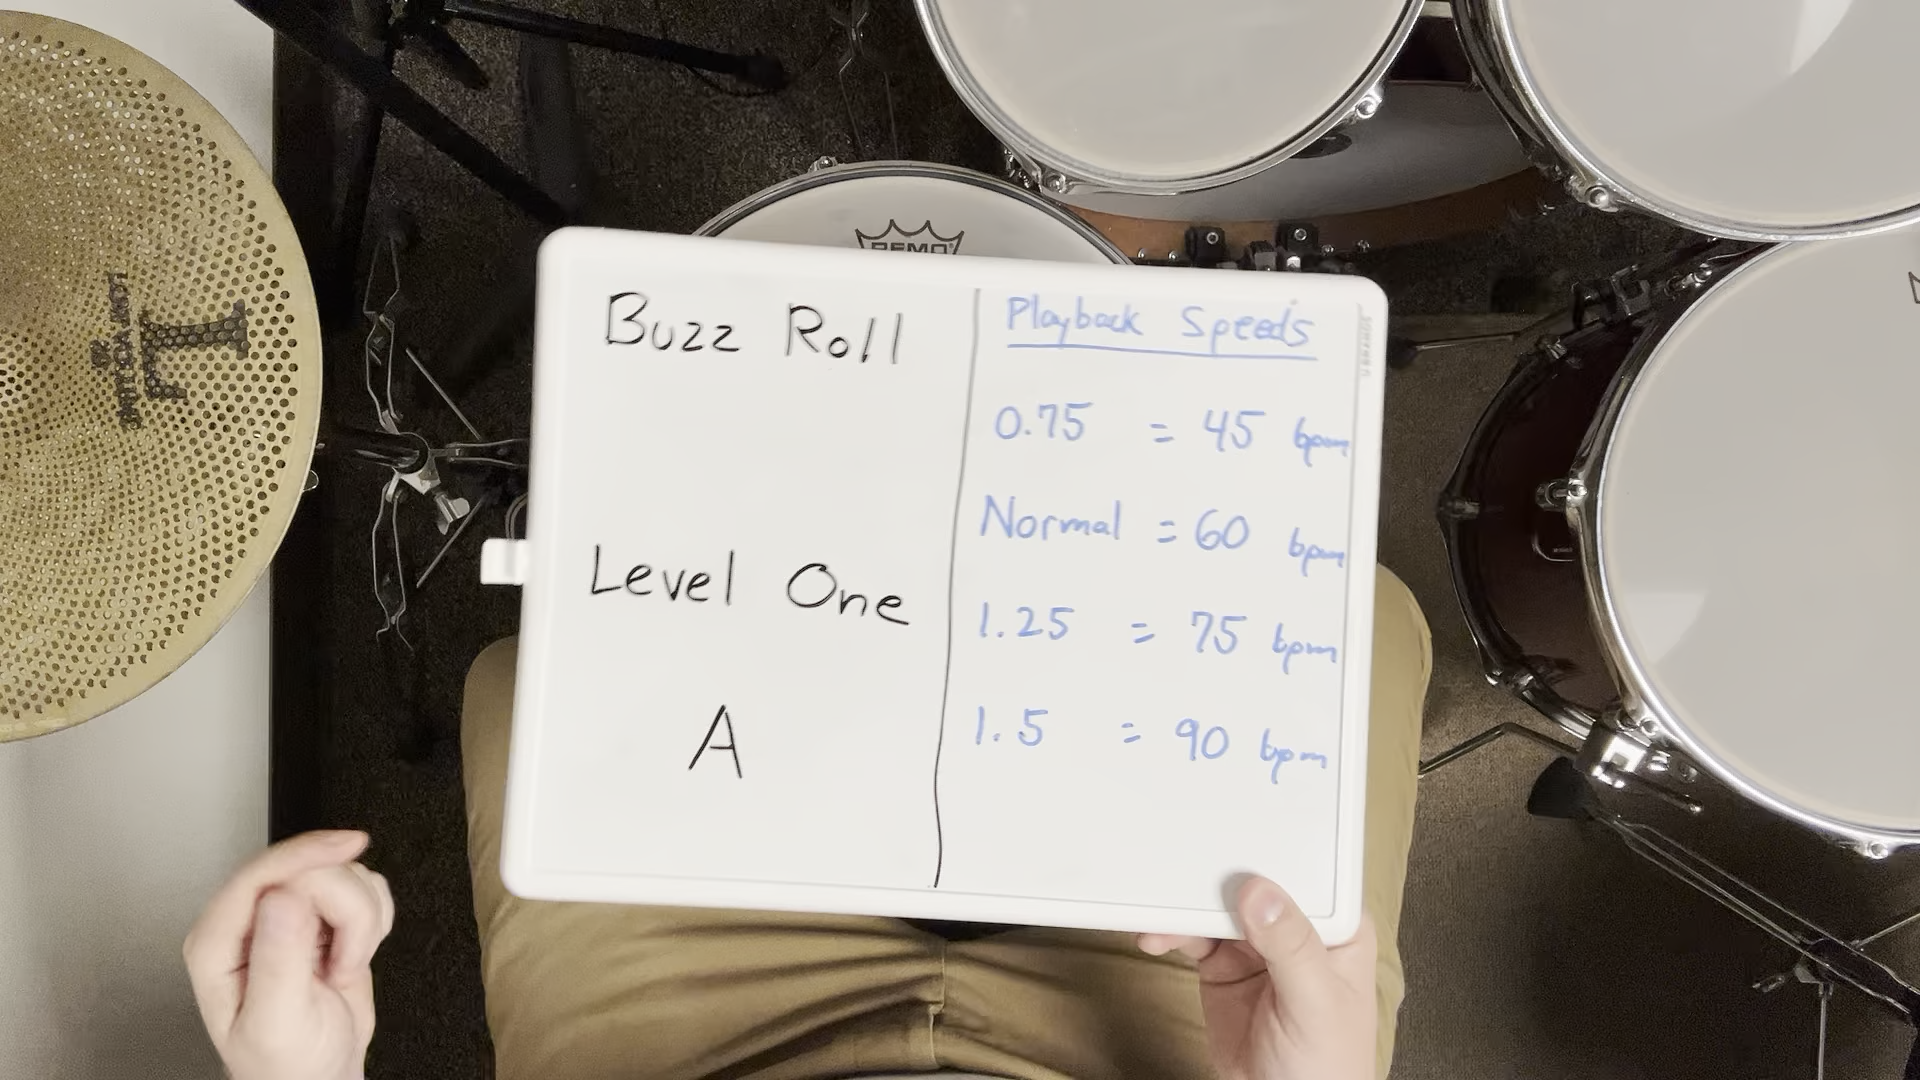 REMO
Buzz Roll
Level One
A
Playback Speeds
0.75 = 45 bpm
Normal = 60 bpm
1.25 = 75 bpm
1.5 = 90 bpm